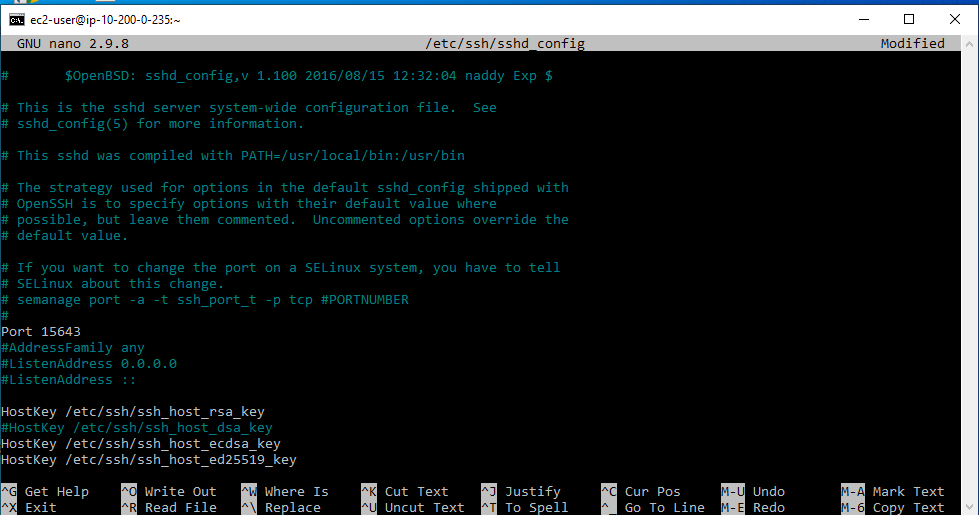 ec2-user@ip-10-200-0-235:~
GNU nano 2.9.8 /etc/ssh/sshd_config Modified
# $OpenBSD: sshd_config,v 1.100 2016/08/15 12:32:04 naddy Exp $
# This is the sshd server system-wide configuration file. See
# sshd_config(5) for more information.
# This sshd was compiled with PATH=/usr/local/bin:/usr/bin
# The strategy used for options in the default sshd_config shipped with
# OpenSSH is to specify options with their default value where
# possible, but leave them commented. Uncommented options override the
# default value.
# If you want to change the port on a SELinux system, you have to tell
# SELinux about this change.
# semanage port -a -t ssh_port_t -p tcp #PORTNUMBER
#
Port 15643
#AddressFamily any
#ListenAddress 0.0.0.0
#ListenAddress ::
HostKey /etc/ssh/ssh_host_rsa_key
#HostKey /etc/ssh/ssh_host_dsa_key
HostKey /etc/ssh/ssh_host_ecdsa_key
HostKey /etc/ssh/ssh_host_ed25519_key
^G Get Help ^O Write Out ^W Where Is ^K Cut Text ^J Justify ^C Cur Pos M-U Undo M-A Mark Text
^X Exit ^R Read File ^\ Replace ^U Uncut Text ^T To Spell ^_ Go To Line M-E Redo M-6 Copy Text